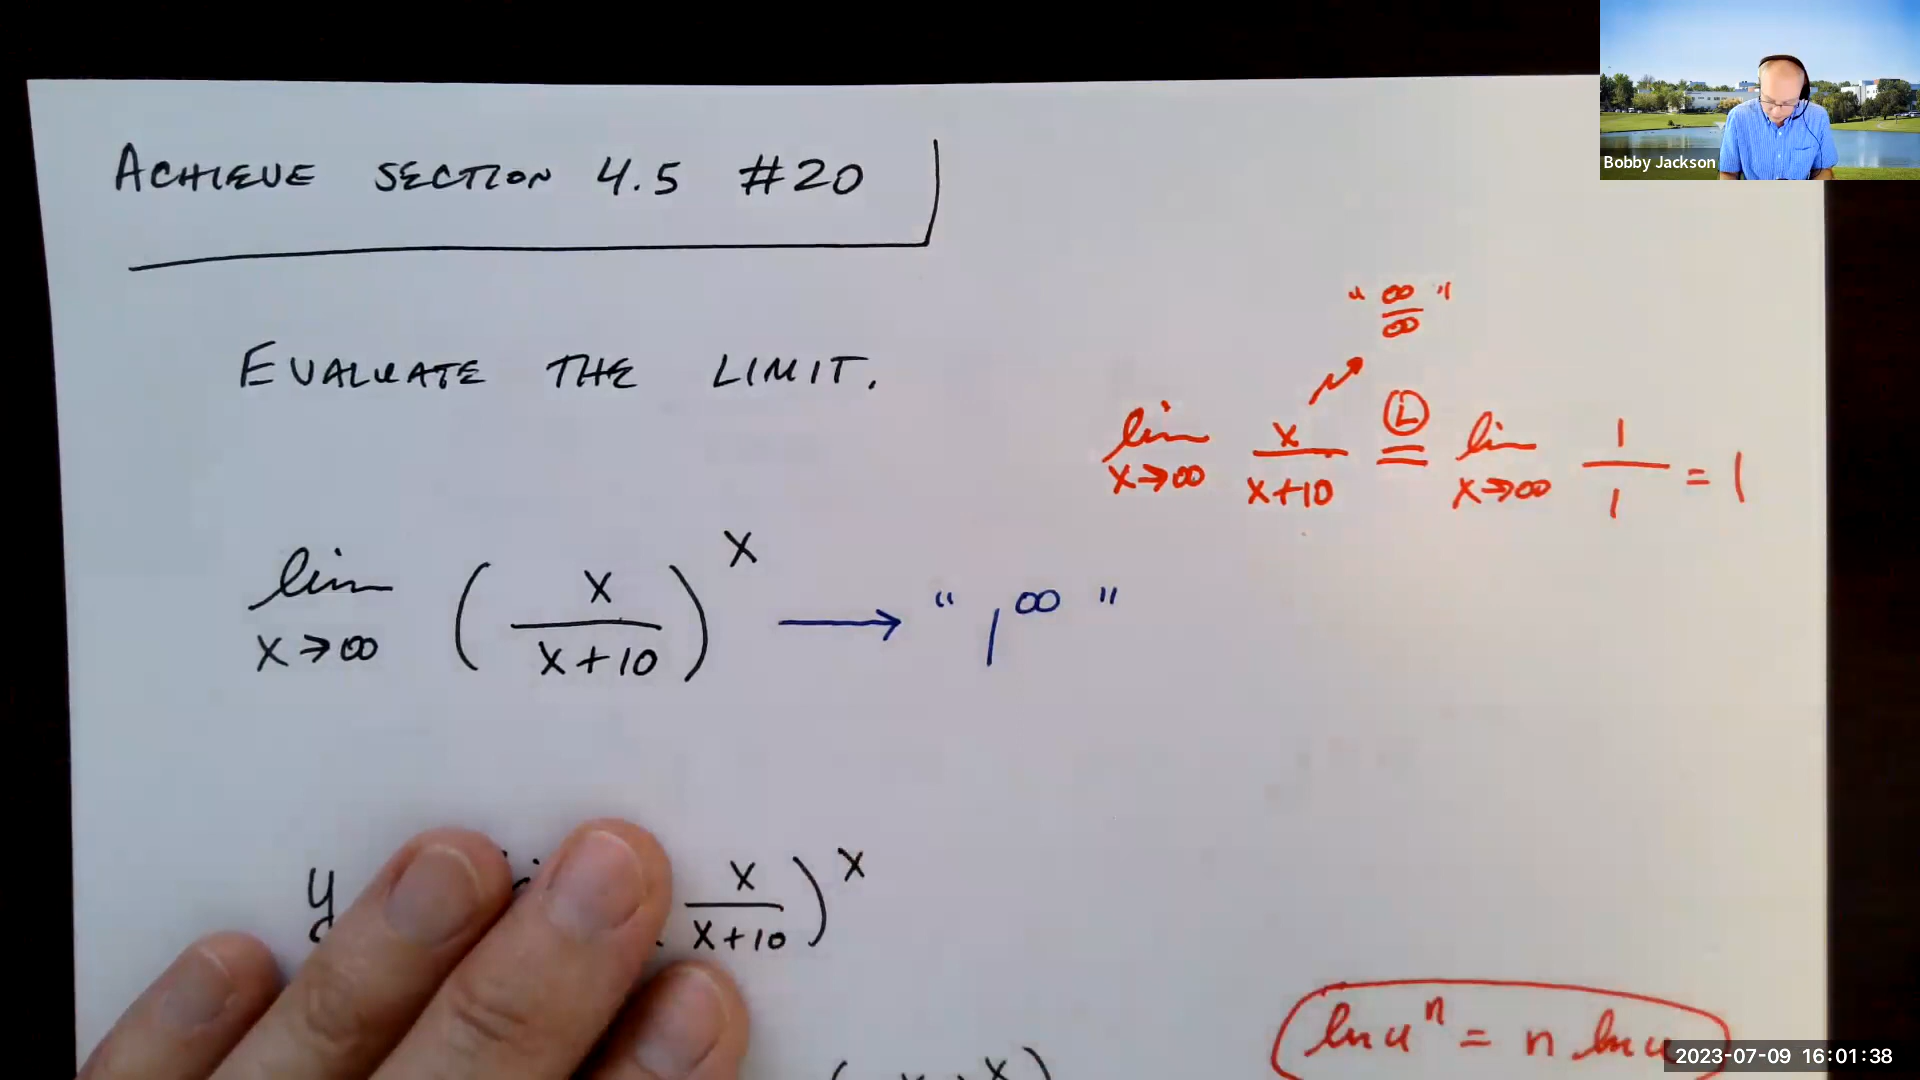 Bobby Jackson
ACHIEVE SECTION 4.5 #20
EVALUATE THE LIMIT.
“ ∞/∞ ”
lim x→∞ x/(x+10) =Ⓛ lim x→∞ 1/1 = 1
lim x→∞ (x/(x+10))^x → “ 1^∞ ”
y x/(x+10))^x
ln u^n = n ln u
2023-07-09 16:01:38